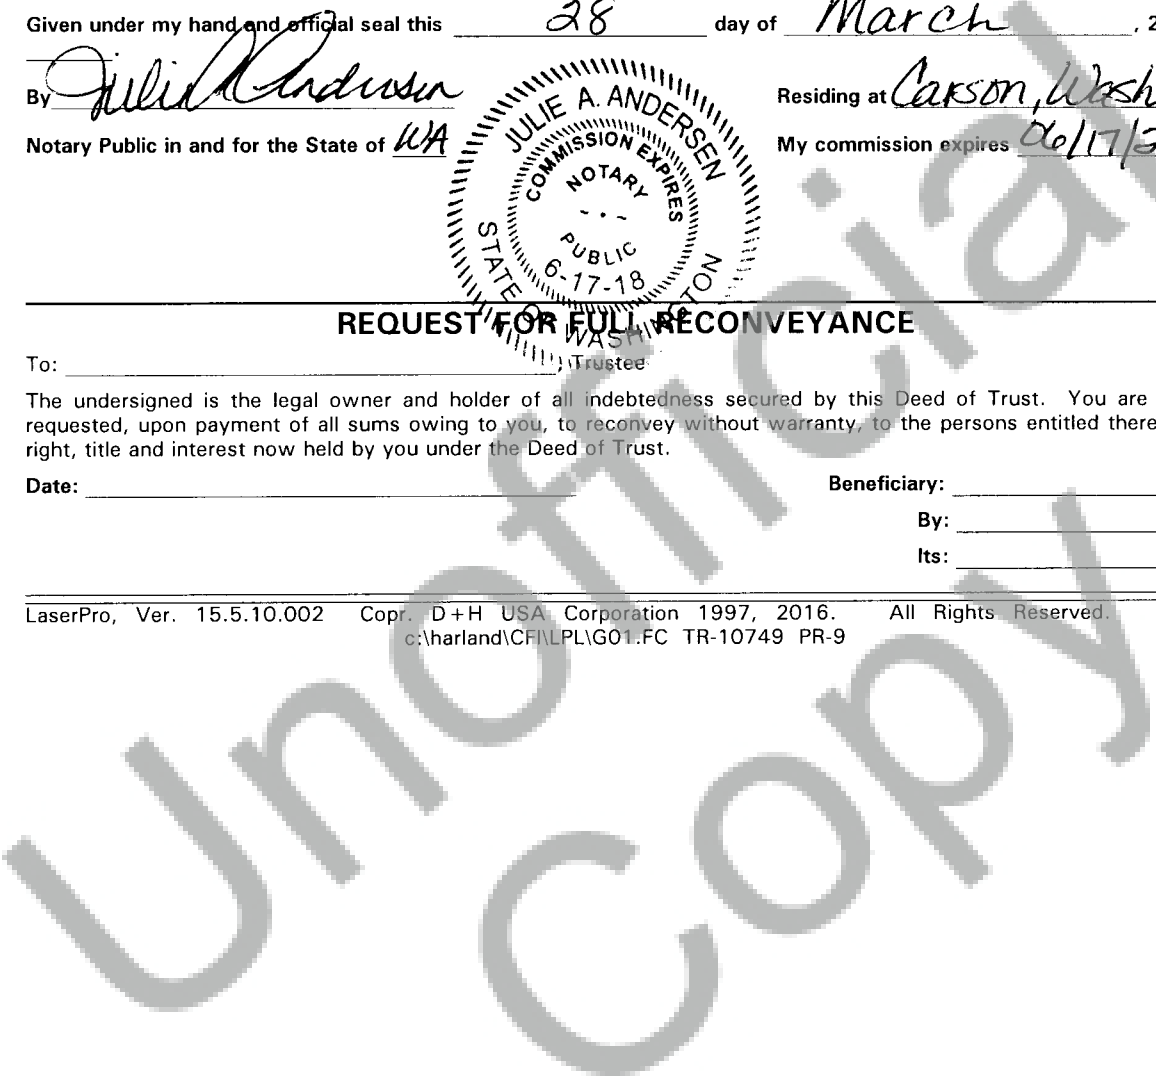 Given under my hand and official seal this 28 day of March, 2
By Julie A Andersen Residing at Carson, Wash
Notary Public in and for the State of WA My commission expires 06/17/2
JULIE A. ANDERSEN
COMMISSION EXPIRES
NOTARY
PUBLIC
6-17-18
STATE OF WASHINGTON
REQUEST FOR FULL RECONVEYANCE
To: , Trustee
The undersigned is the legal owner and holder of all indebtedness secured by this Deed of Trust. You are
requested, upon payment of all sums owing to you, to reconvey without warranty, to the persons entitled there
right, title and interest now held by you under the Deed of Trust.
Date: Beneficiary:
By:
Its:
LaserPro, Ver. 15.5.10.002 Copr. D+H USA Corporation 1997, 2016. All Rights Reserved.
c:\harland\CFI\LPL\G01.FC TR-10749 PR-9
Unofficial
Copy